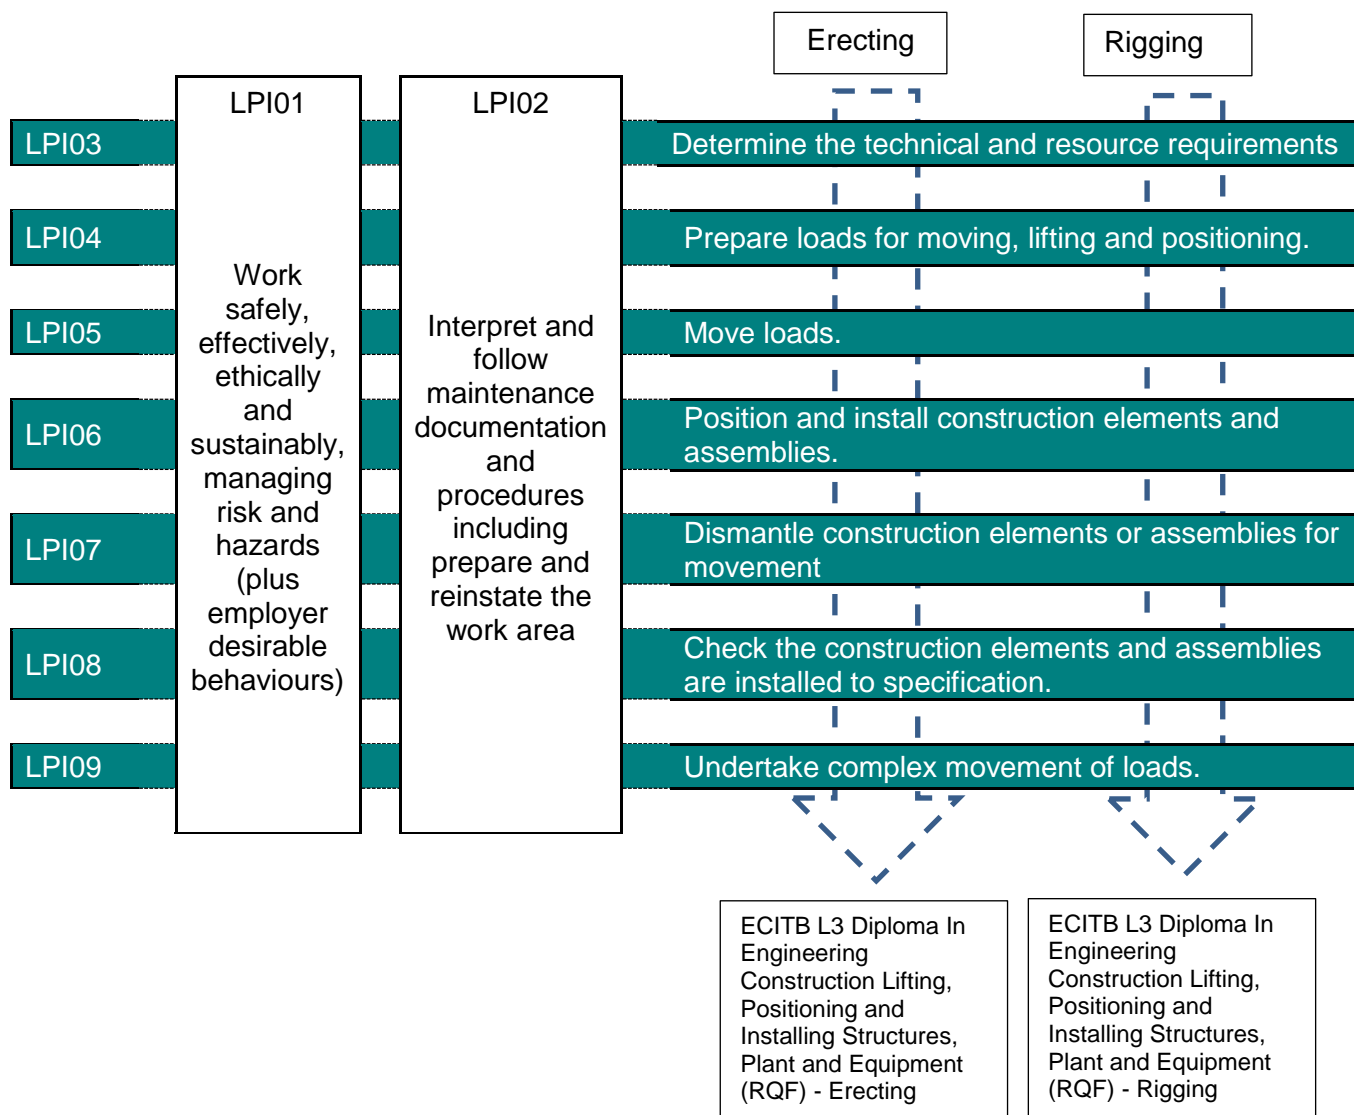 Erecting
Rigging
LPI01
LPI02
LPI03
Determine the technical and resource requirements
LPI04
Prepare loads for moving, lifting and positioning.
LPI05
Move loads.
LPI06
Position and install construction elements and
assemblies.
LPI07
Dismantle construction elements or assemblies for
movement
LPI08
Check the construction elements and assemblies
are installed to specification.
LPI09
Undertake complex movement of loads.
Work
safely,
effectively,
ethically
and
sustainably,
managing
risk and
hazards
(plus
employer
desirable
behaviours)
Interpret and
follow
maintenance
documentation
and
procedures
including
prepare and
reinstate the
work area
ECITB L3 Diploma In
Engineering
Construction Lifting,
Positioning and
Installing Structures,
Plant and Equipment
(RQF) - Erecting
ECITB L3 Diploma In
Engineering
Construction Lifting,
Positioning and
Installing Structures,
Plant and Equipment
(RQF) - Rigging